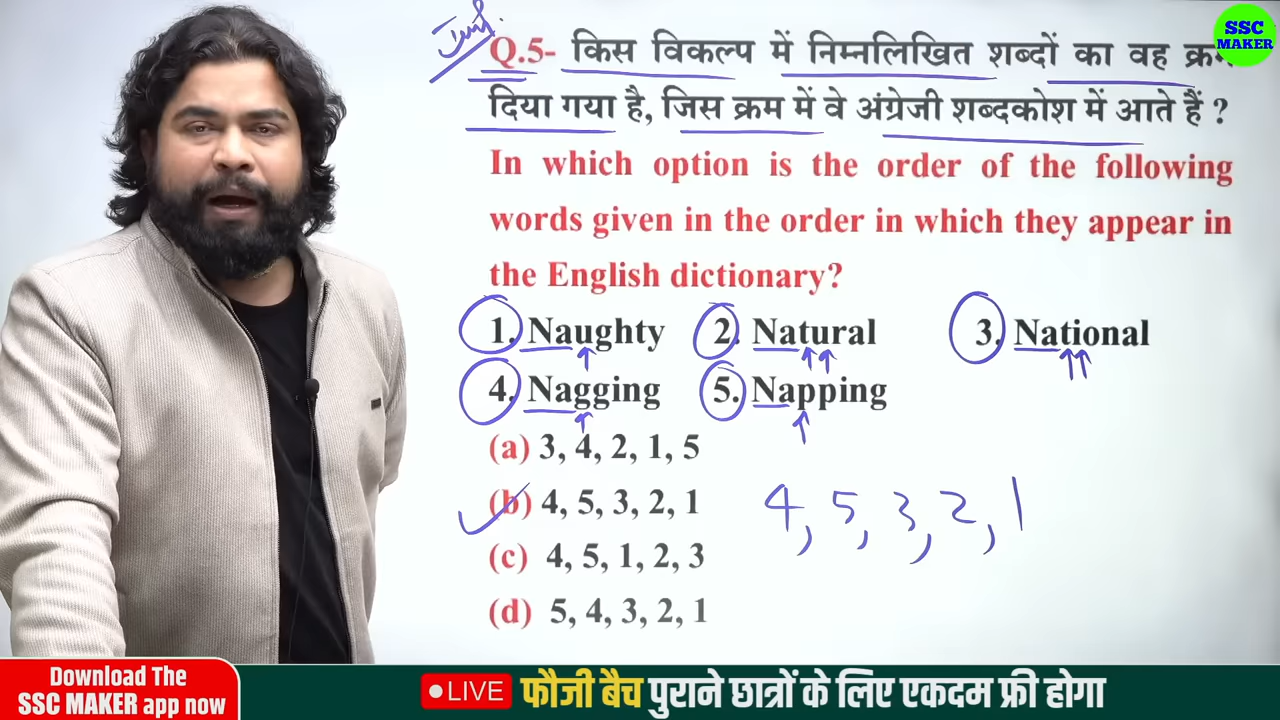 SSC
MAKER
Q.5- किस विकल्प में निम्नलिखित शब्दों का वह क्रम
दिया गया है, जिस क्रम में वे अंग्रेजी शब्दकोश में आते हैं ?
In which option is the order of the following
words given in the order in which they appear in
the English dictionary?
1. Naughty 2. Natural 3. National
4. Nagging 5. Napping
(a) 3, 4, 2, 1, 5
(b) 4, 5, 3, 2, 1
4, 5, 3, 2, 1
(c) 4, 5, 1, 2, 3
(d) 5, 4, 3, 2, 1
Download The
SSC MAKER app now
LIVE फौजी बैच पुराने छात्रों के लिए एकदम फ्री होगा